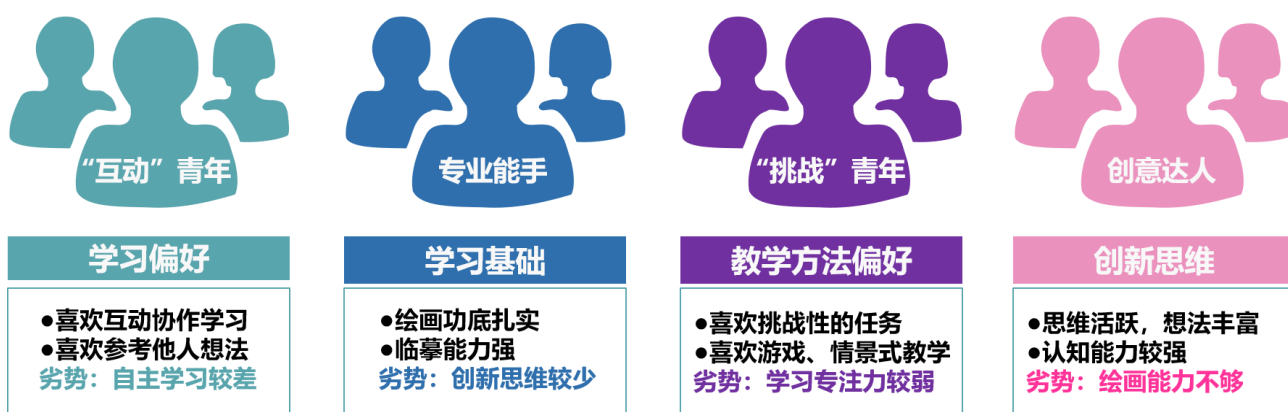 “互动”青年
学习偏好
●喜欢互动协作学习
●喜欢参考他人想法
劣势：自主学习较差
专业能手
学习基础
●绘画功底扎实
●临摹能力强
劣势：创新思维较少
“挑战”青年
教学方法偏好
●喜欢挑战性的任务
●喜欢游戏、情景式教学
劣势：学习专注力较弱
创意达人
创新思维
●思维活跃，想法丰富
●认知能力较强
劣势：绘画能力不够